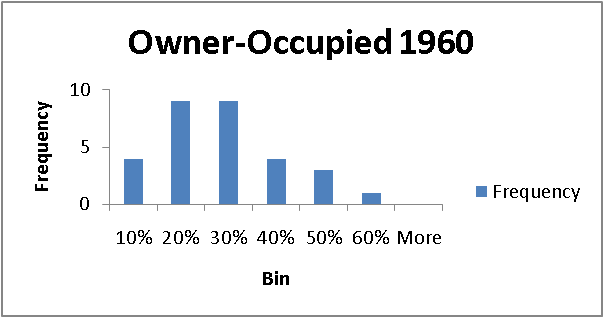 Owner-Occupied 1960
Frequency
10
5
0
10% 20% 30% 40% 50% 60% More
Bin
Frequency